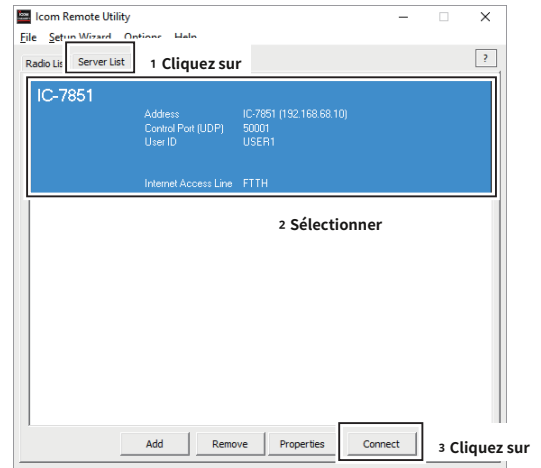 Icom Remote Utility
File Setup Wizard Options Help
Radio Lis Server List 1 Cliquez sur ?
IC-7851
Address IC-7851 (192.168.68.10)
Control Port (UDP) 50001
User ID USER1
Internet Access Line FTTH
2 Sélectionner
Add Remove Properties Connect 3 Cliquez sur